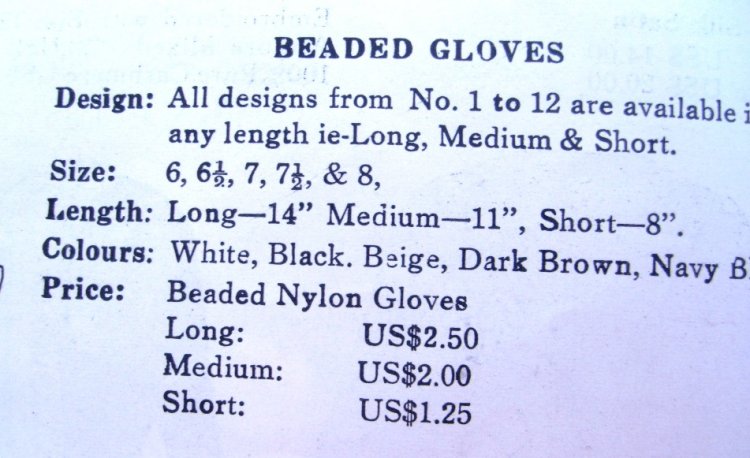 BEADED GLOVES
Design: All designs from No. 1 to 12 are available i
any length ie-Long, Medium & Short.
Size: 6, 6½, 7, 7½, & 8,
Length: Long—14” Medium—11”, Short—8”.
Colours: White, Black. Beige, Dark Brown, Navy B
Price: Beaded Nylon Gloves
Long: US$2.50
Medium: US$2.00
Short: US$1.25